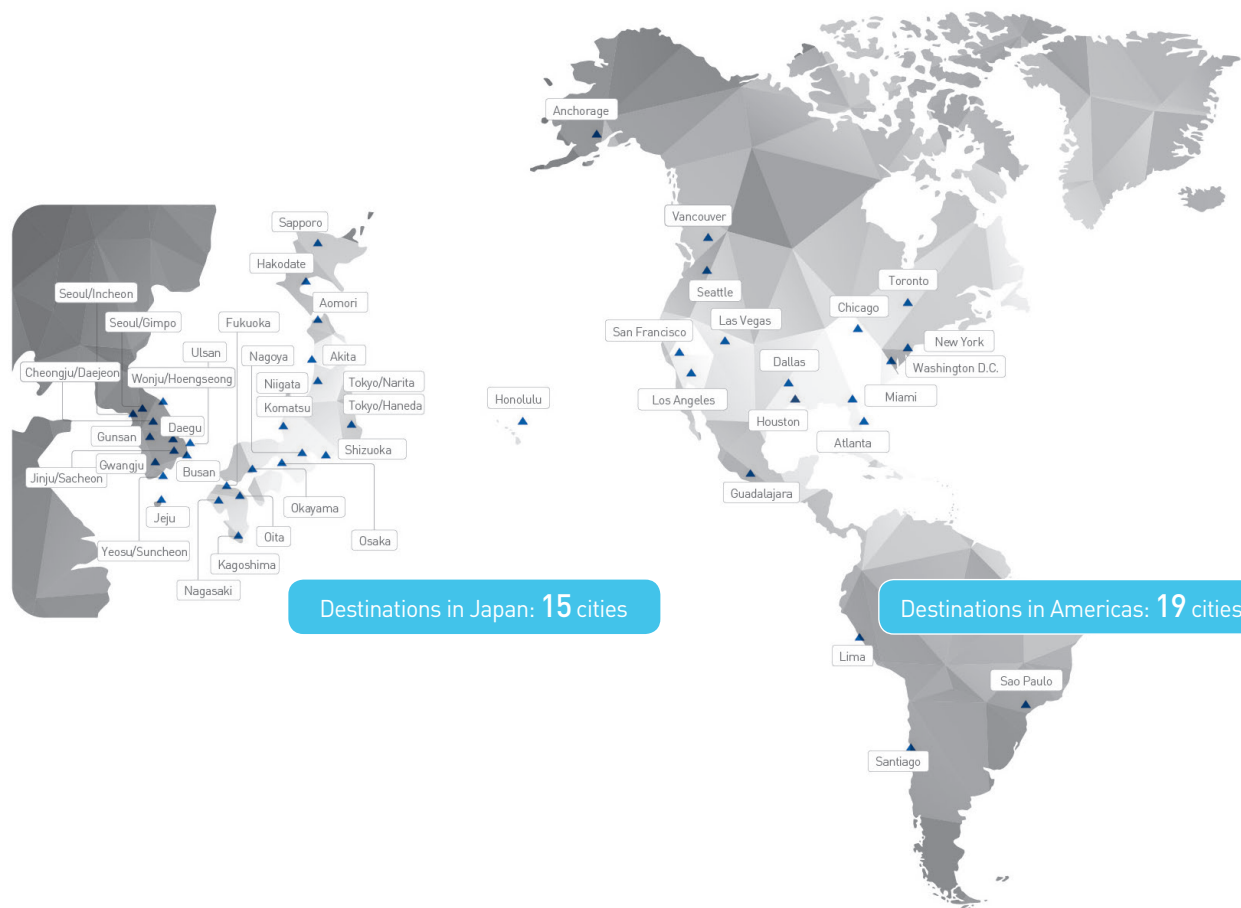 Anchorage
Vancouver
Sapporo
Hakodate
Seattle
Toronto
Seoul/Incheon
Aomori
Chicago
Seoul/Gimpo
Fukuoka
Las Vegas
San Francisco
New York
Ulsan
Nagoya
Akita
Dallas
Washington D.C.
Cheongju/Daejeon
Wonju/Hoengseong
Niigata
Tokyo/Narita
Komatsu
Tokyo/Haneda
Honolulu
Los Angeles
Miami
Houston
Daegu
Gunsan
Atlanta
Shizuoka
Gwangju
Busan
Jinju/Sacheon
Guadalajara
Okayama
Jeju
Oita
Osaka
Yeosu/Suncheon
Kagoshima
Nagasaki
Destinations in Japan: 15 cities
Destinations in Americas: 19 cities
Lima
Sao Paulo
Santiago